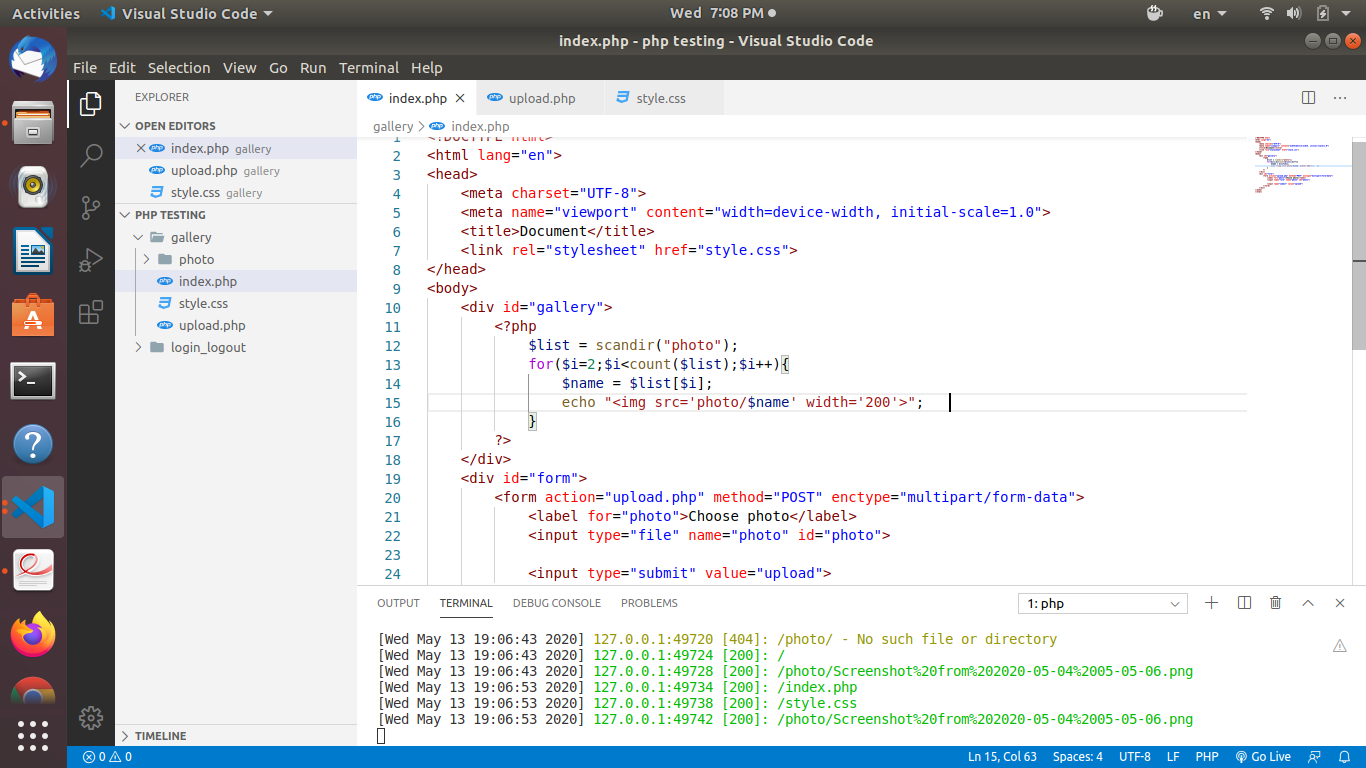 Activities Visual Studio Code Wed 7:08 PM en
index.php - php testing - Visual Studio Code
File Edit Selection View Go Run Terminal Help
EXPLORER
OPEN EDITORS
index.php gallery
upload.php gallery
style.css gallery
PHP TESTING
gallery
photo
index.php
style.css
upload.php
login_logout
TIMELINE
index.php upload.php style.css
gallery > index.php
1 <!DOCTYPE html>
2 <html lang="en">
3 <head>
4 <meta charset="UTF-8">
5 <meta name="viewport" content="width=device-width, initial-scale=1.0">
6 <title>Document</title>
7 <link rel="stylesheet" href="style.css">
8 </head>
9 <body>
10 <div id="gallery">
11 <?php
12 $list = scandir("photo");
13 for($i=2;$i<count($list);$i++){
14 $name = $list[$i];
15 echo "<img src='photo/$name' width='200'>";
16 }
17 ?>
18 </div>
19 <div id="form">
20 <form action="upload.php" method="POST" enctype="multipart/form-data">
21 <label for="photo">Choose photo</label>
22 <input type="file" name="photo" id="photo">
23
24 <input type="submit" value="upload">
OUTPUT TERMINAL DEBUG CONSOLE PROBLEMS 1: php
[Wed May 13 19:06:43 2020] 127.0.0.1:49720 [404]: /photo/ - No such file or directory
[Wed May 13 19:06:43 2020] 127.0.0.1:49724 [200]: /
[Wed May 13 19:06:43 2020] 127.0.0.1:49728 [200]: /photo/Screenshot%20from%202020-05-04%2005-05-06.png
[Wed May 13 19:06:53 2020] 127.0.0.1:49734 [200]: /index.php
[Wed May 13 19:06:53 2020] 127.0.0.1:49738 [200]: /style.css
[Wed May 13 19:06:53 2020] 127.0.0.1:49742 [200]: /photo/Screenshot%20from%202020-05-04%2005-05-06.png
0 0 Ln 15, Col 63 Spaces: 4 UTF-8 LF PHP Go Live